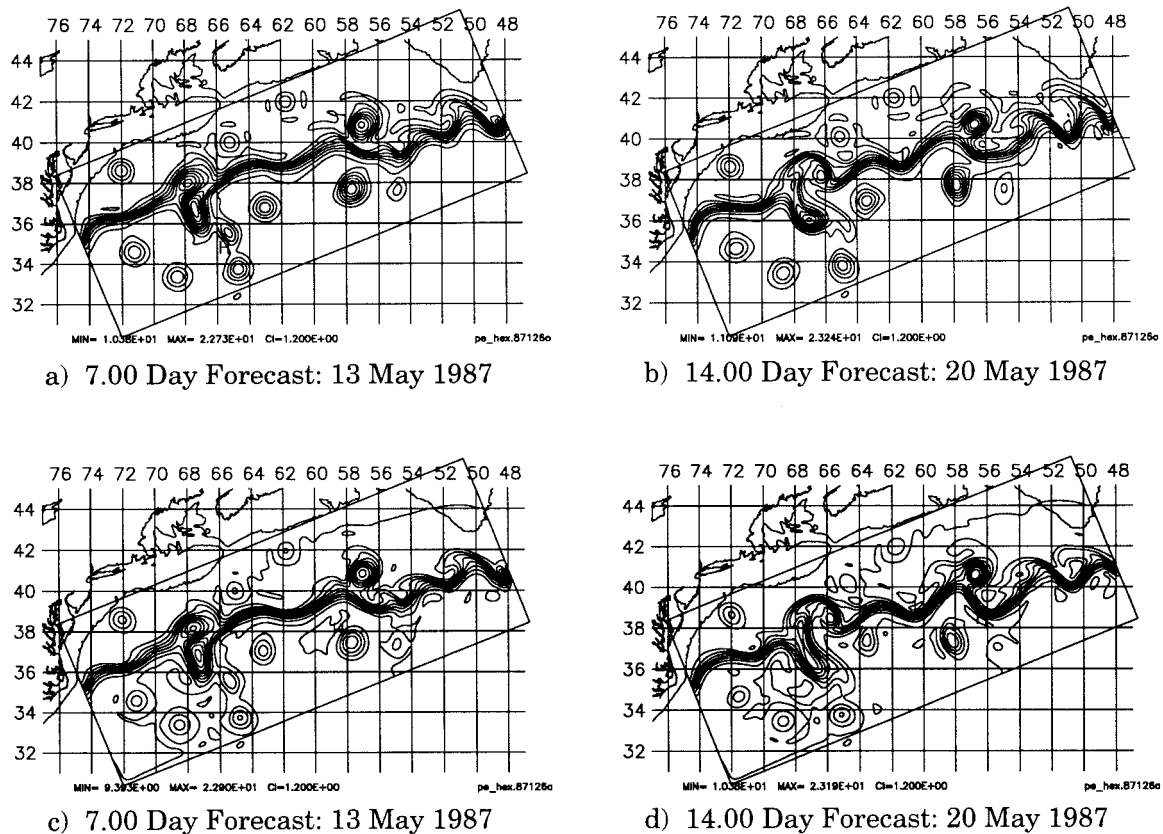 76 74 72 70 68 66 64 62 60 58 56 54 52 50 48
44
42
40
38
36
34
32
MIN= 1.038E+01 MAX= 2.273E+01 CI=1.200E+00 pe_hex.87126o
a) 7.00 Day Forecast: 13 May 1987
76 74 72 70 68 66 64 62 60 58 56 54 52 50 48
44
42
40
38
36
34
32
MIN= 1.109E+01 MAX= 2.324E+01 CI=1.200E+00 pe_hex.87126o
b) 14.00 Day Forecast: 20 May 1987
76 74 72 70 68 66 64 62 60 58 56 54 52 50 48
44
42
40
38
36
34
32
MIN= 9.393E+00 MAX= 2.290E+01 CI=1.200E+00 pe_hex.87126o
c) 7.00 Day Forecast: 13 May 1987
76 74 72 70 68 66 64 62 60 58 56 54 52 50 48
44
42
40
38
36
34
32
MIN= 1.038E+01 MAX= 2.319E+01 CI=1.200E+00 pe_hex.87126o
d) 14.00 Day Forecast: 20 May 1987